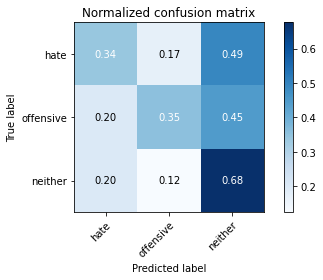 Normalized confusion matrix
True label
hate
0.34 0.17 0.49
offensive
0.20 0.35 0.45
neither
0.20 0.12 0.68
hate
offensive
neither
Predicted label
0.6
0.5
0.4
0.3
0.2